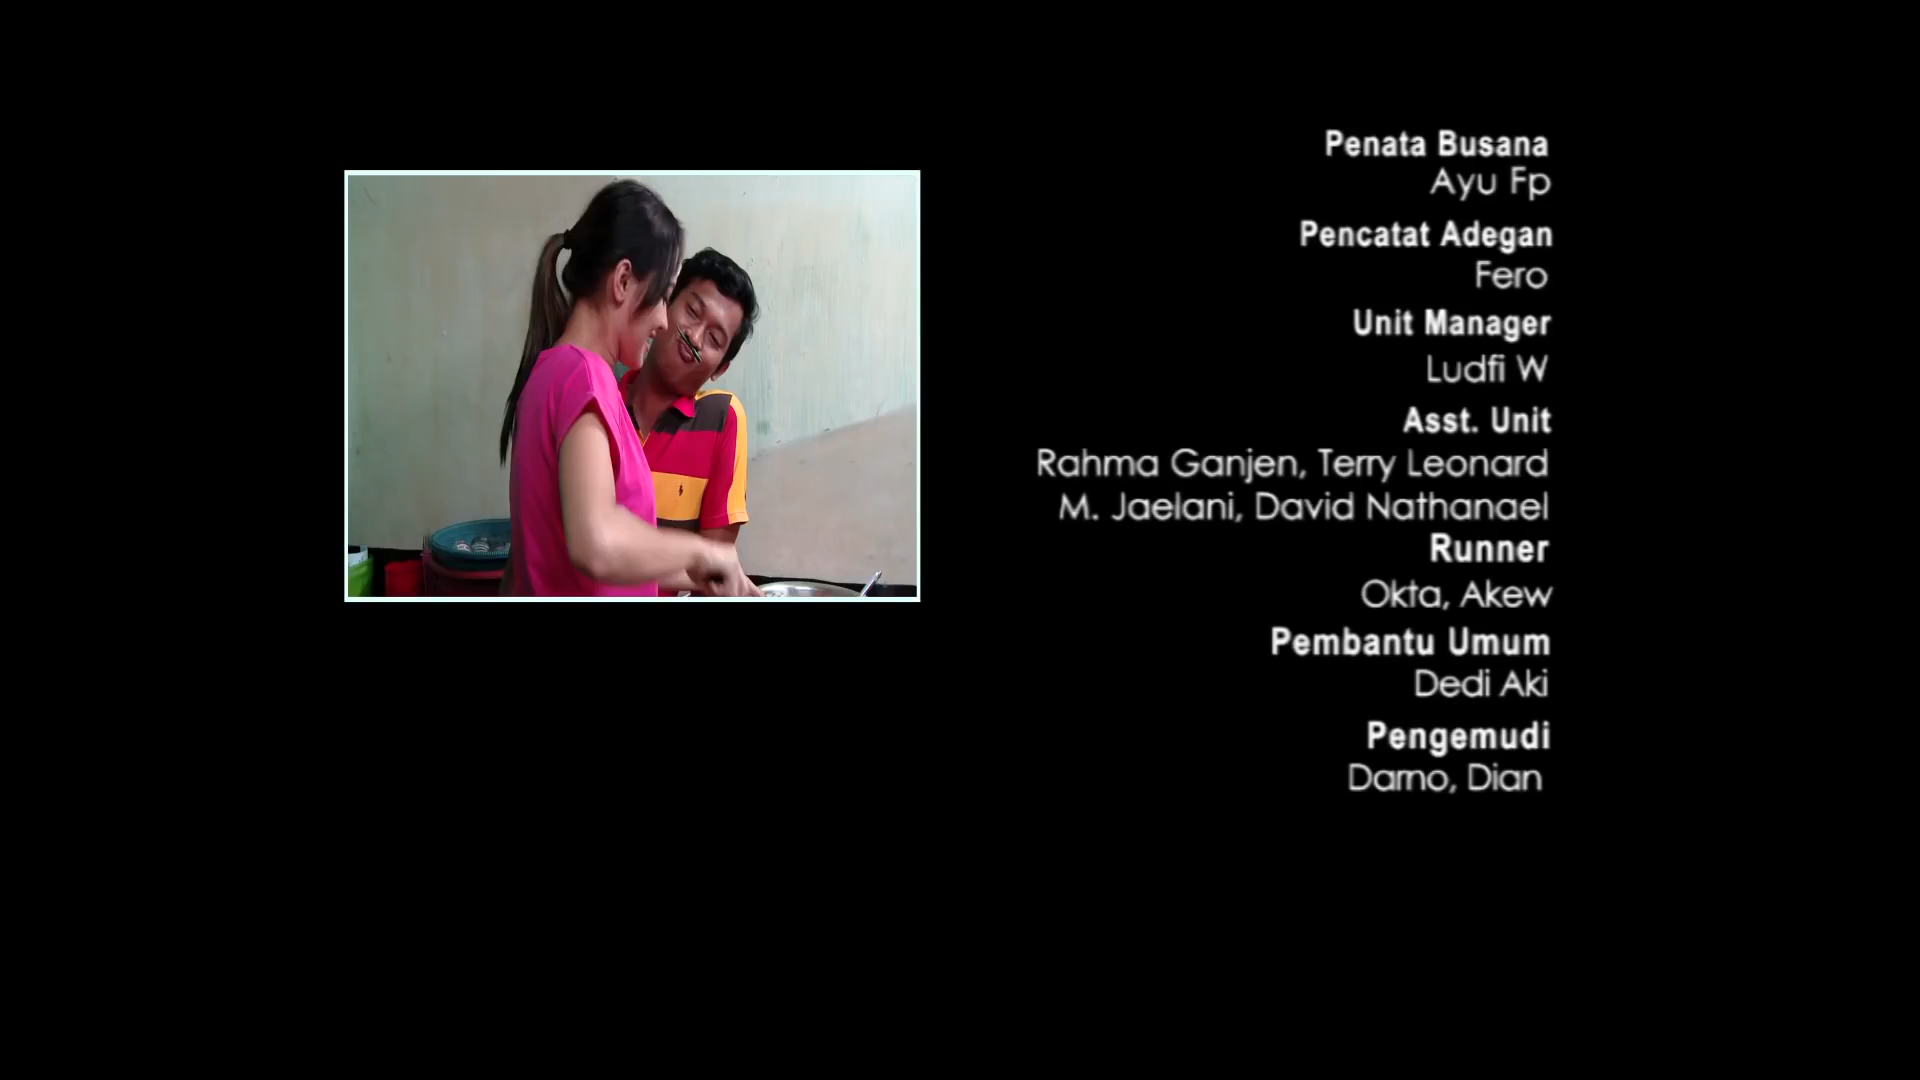 Penata Busana
Ayu Fp
Pencatat Adegan
Fero
Unit Manager
Ludfi W
Asst. Unit
Rahma Ganjen, Terry Leonard
M. Jaelani, David Nathanael
Runner
Okta, Akew
Pembantu Umum
Dedi Aki
Pengemudi
Darno, Dian